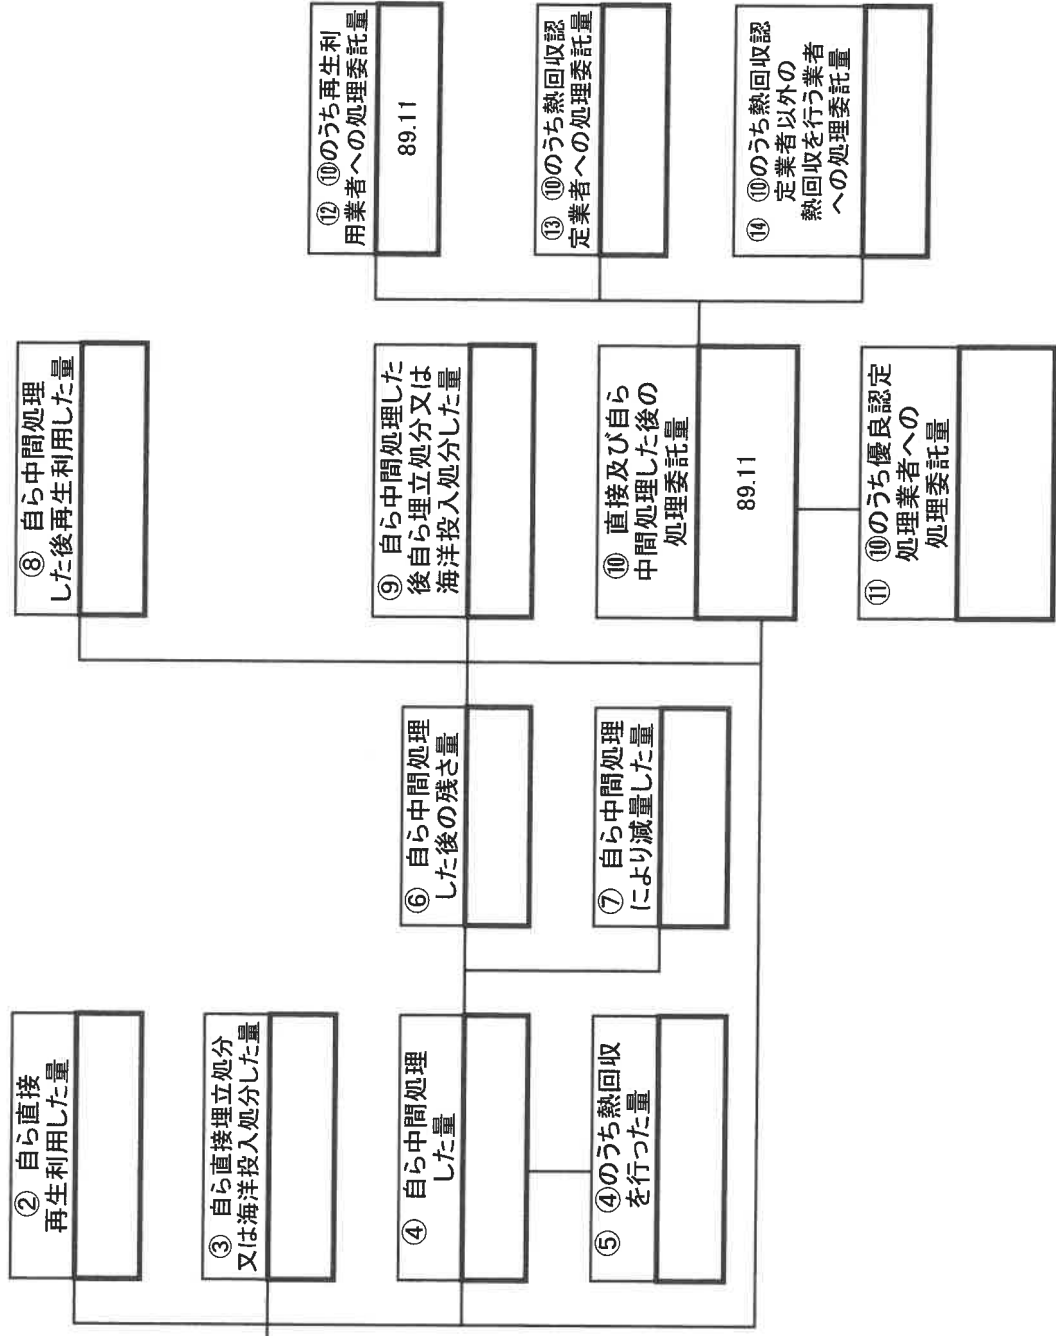 ② 自ら直接
再生利用した量
③ 自ら直接埋立処分
又は海洋投入処分した量
④ 自ら中間処理
した量
⑤ ④のうち熱回収
を行った量
⑥ 自ら中間処理
した後の残さ量
⑦ 自ら中間処理
により減量した量
⑧ 自ら中間処理
した後再生利用した量
⑨ 自ら中間処理した
後自ら埋立処分又は
海洋投入処分した量
⑩ 直接及び自ら
中間処理した後の
処理委託量
89.11
⑪ ⑩のうち優良認定
処理業者への
処理委託量
⑫ ⑩のうち再生利
用業者への処理委託量
89.11
⑬ ⑩のうち熱回収認
定業者への処理委託量
⑭ ⑩のうち熱回収認
定業者以外の
熱回収を行う業者
への処理委託量